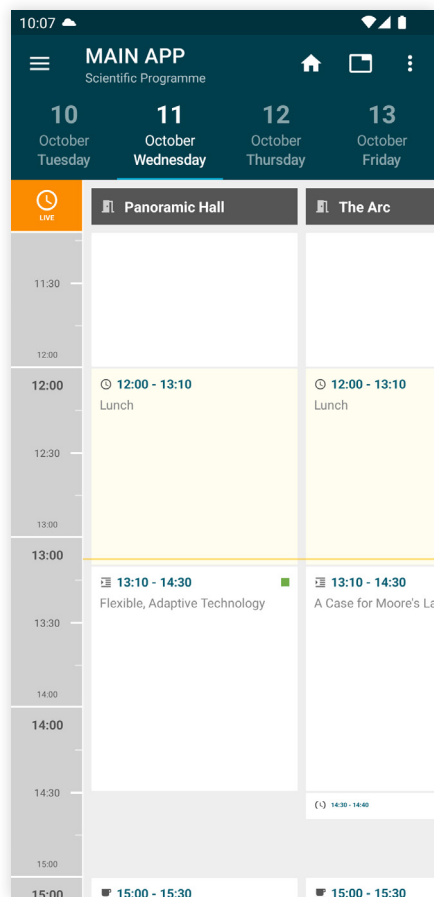 10:07
MAIN APP
Scientific Programme
10 11 12 13
October October October October
Tuesday Wednesday Thursday Friday
LIVE
Panoramic Hall The Arc
11:30
12:00
12:00 12:00 - 13:10 12:00 - 13:10
Lunch Lunch
12:30
13:00
13:00
13:10 - 14:30 13:10 - 14:30
Flexible, Adaptive Technology A Case for Moore's La
13:30
14:00
14:00
14:30 14:30 - 14:40
15:00
15:00 15:00 - 15:30 15:00 - 15:30